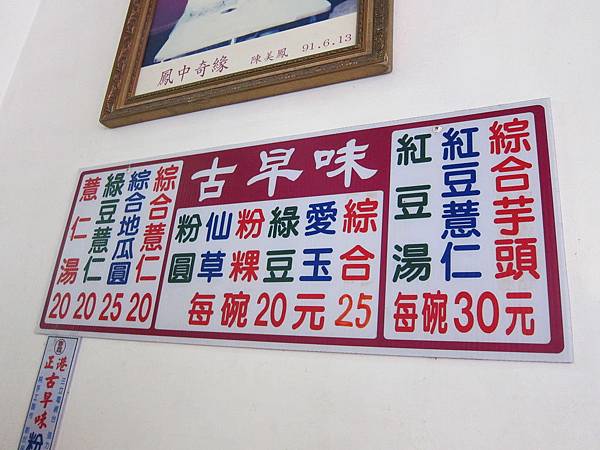 鳳中奇緣 陳美鳳 91.6.13
古早味
綜合芋頭
紅豆薏仁
紅豆湯
每碗30元
綜合
愛玉
綠豆
粉粿
仙草
粉圓
每碗20元 25
綜合薏仁 20
綜合地瓜圓 25
綠豆薏仁 20
薏仁湯 20
港
正古早味粉